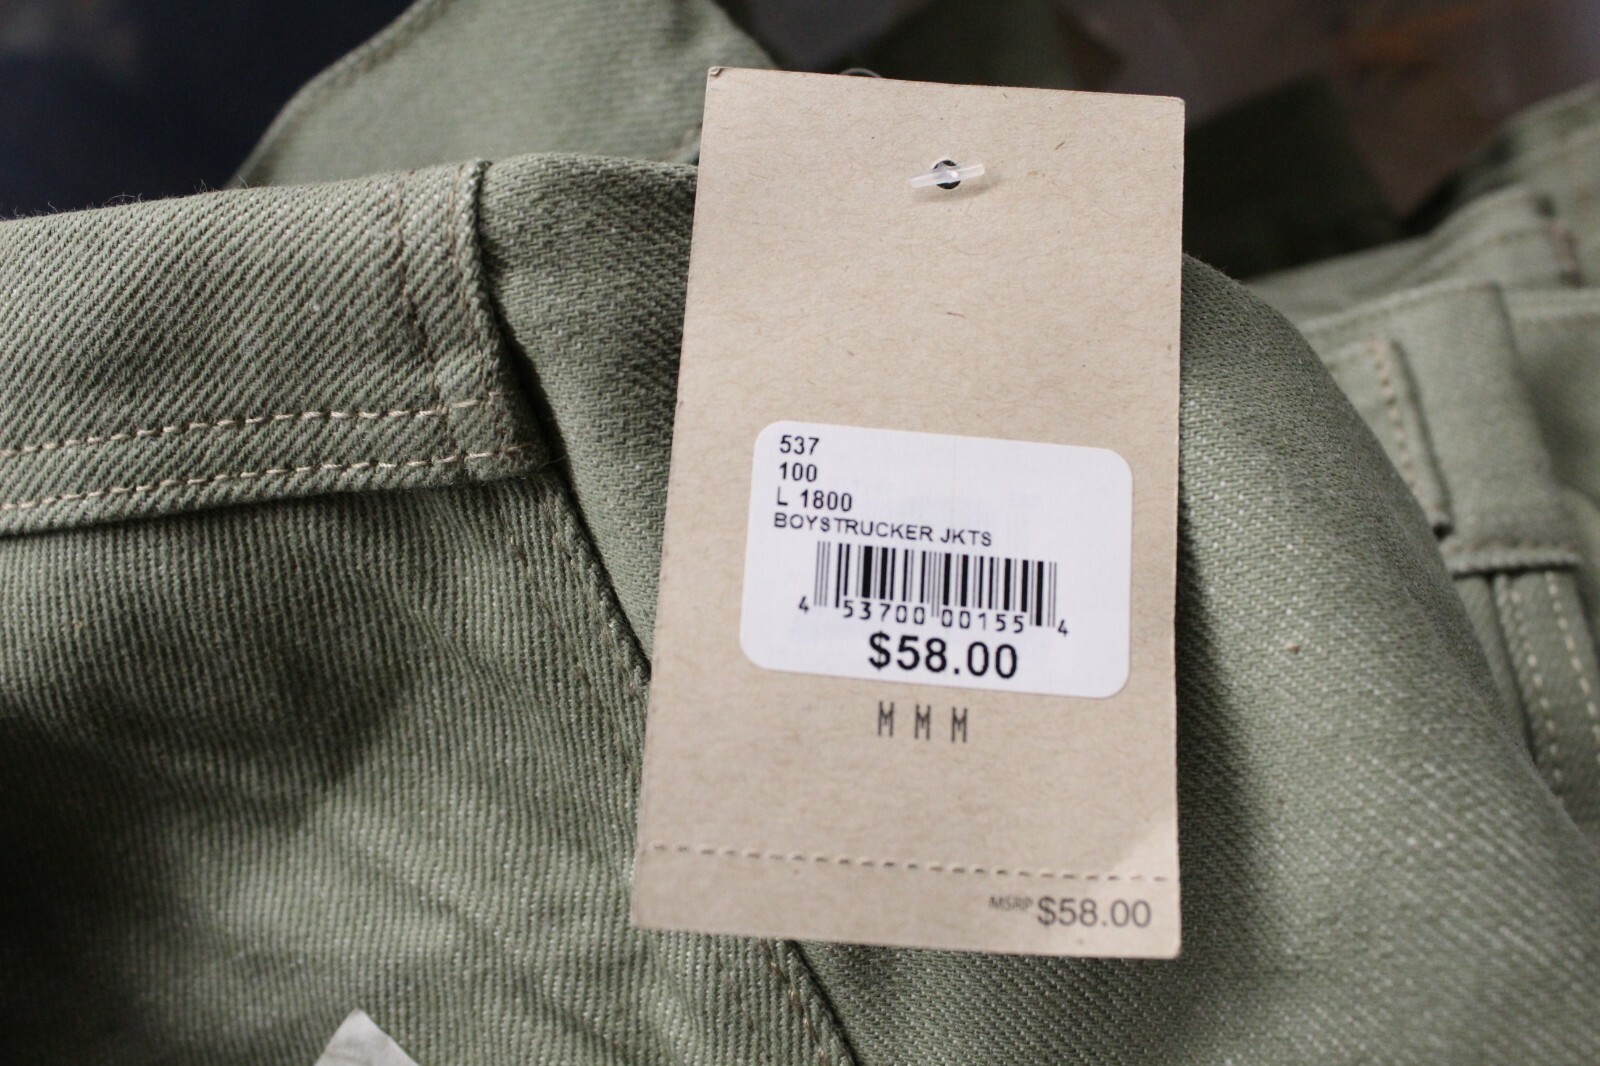 537
100
L 1800
BOYSTRUCKER JKTS
4 53700 00155 4
$58.00
M M M
MSRP $58.00